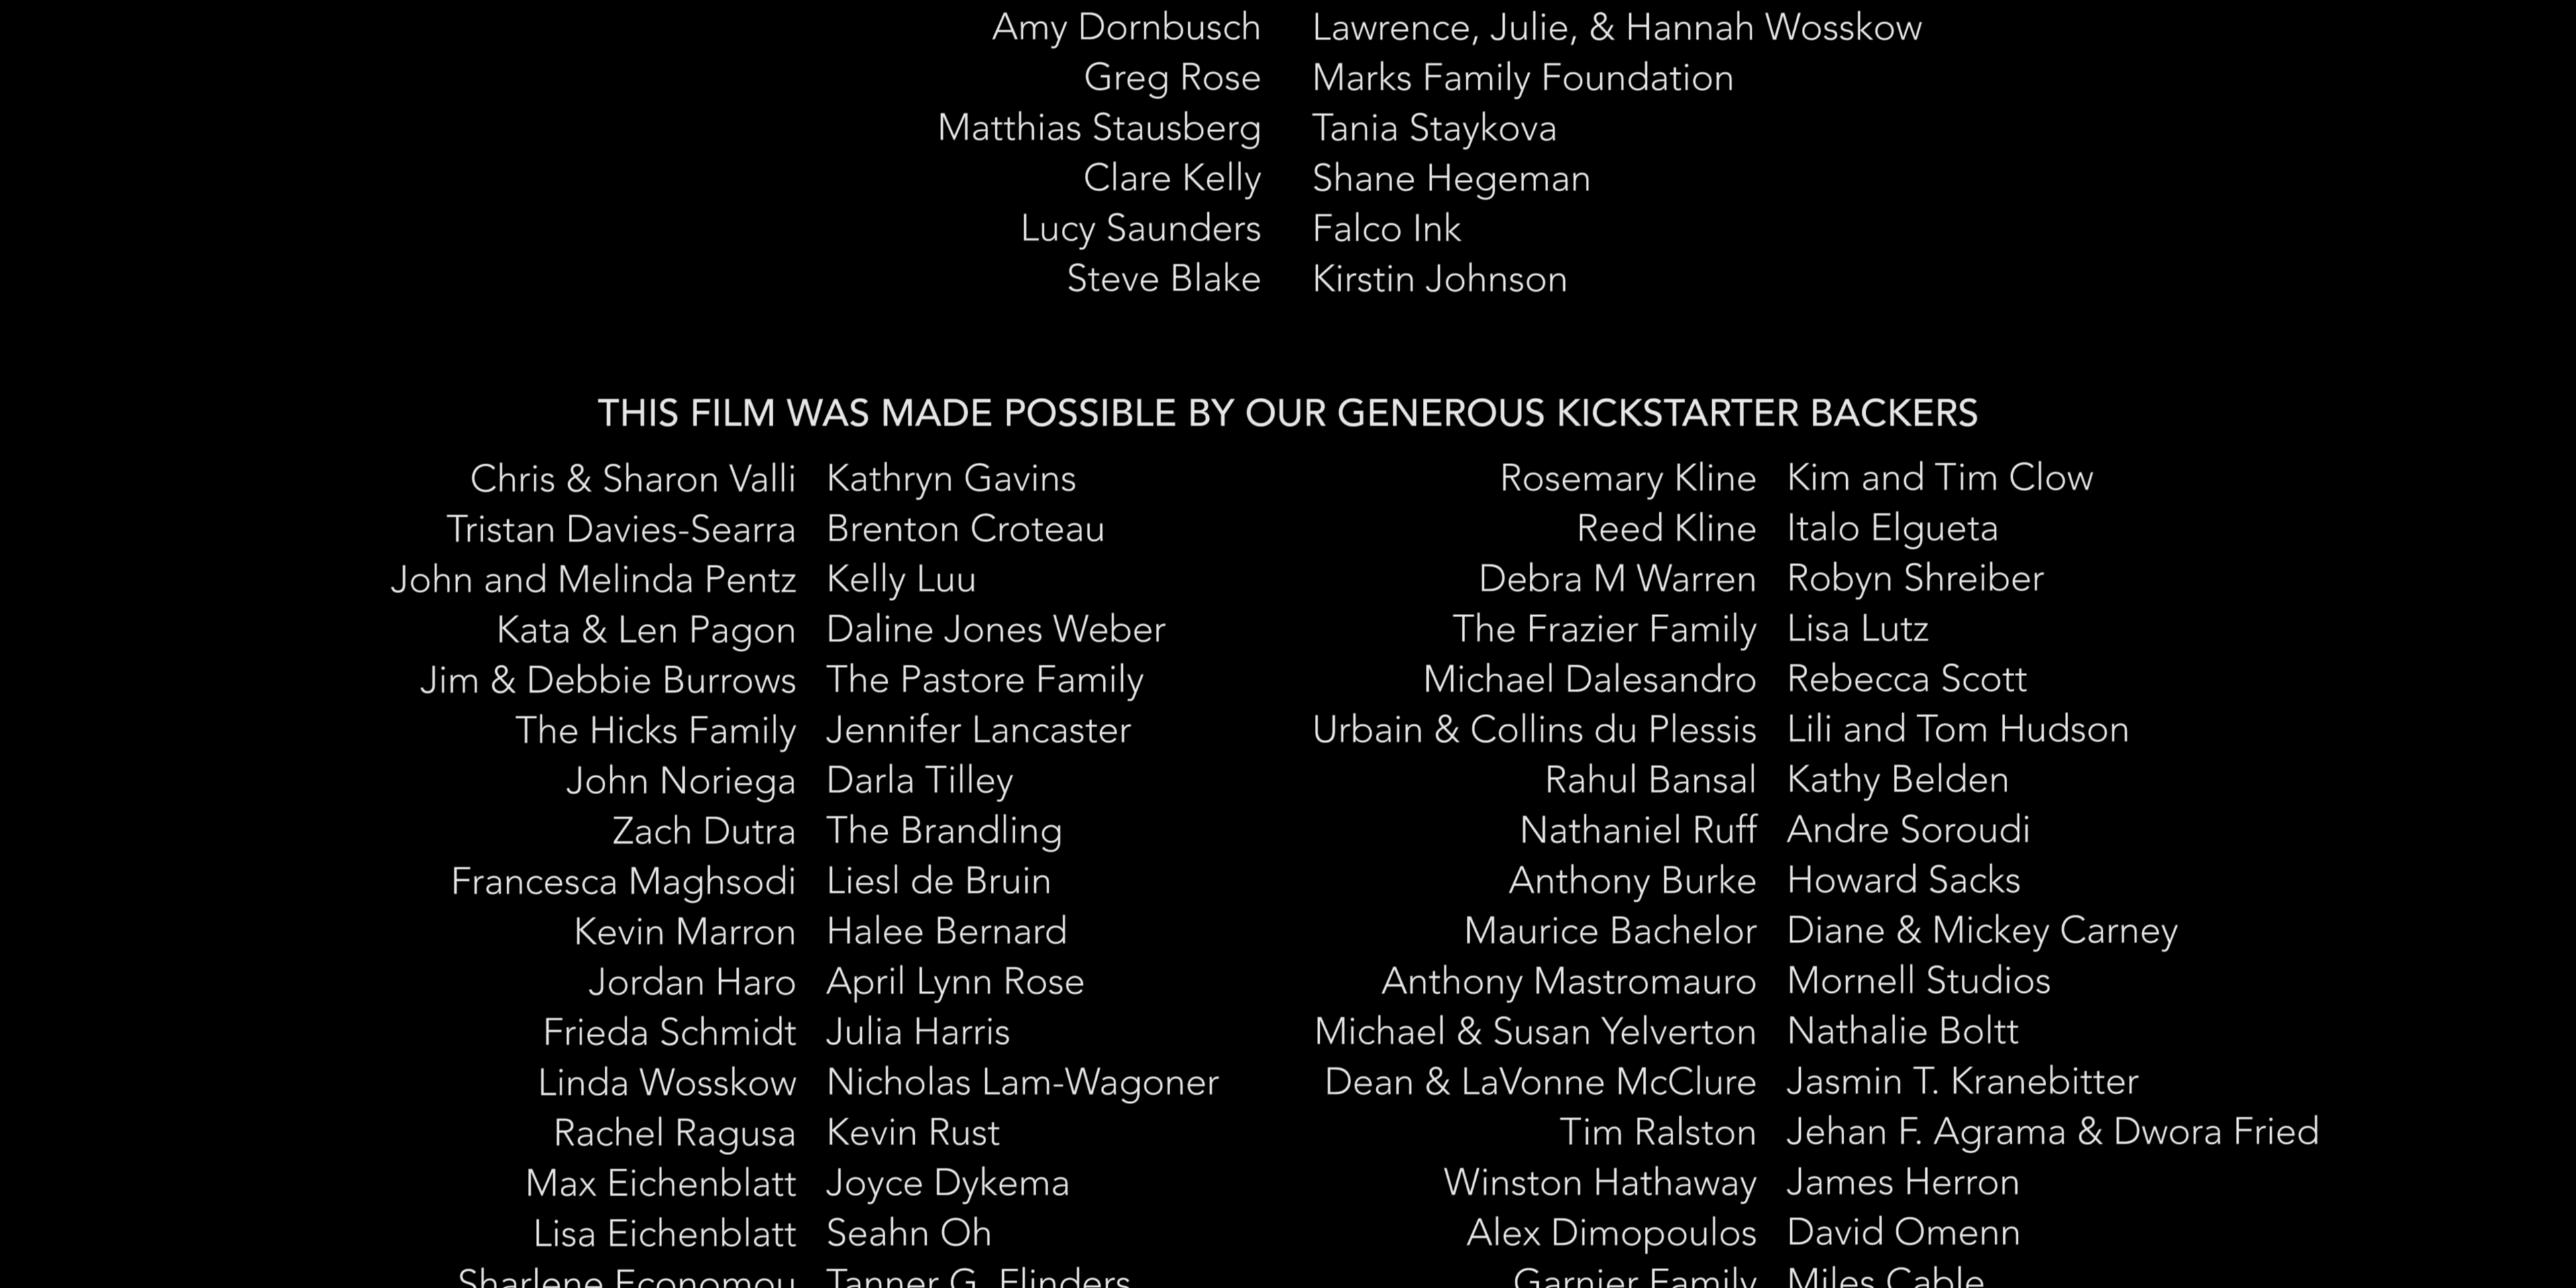 Amy Dornbusch Lawrence, Julie, & Hannah Wosskow
Greg Rose Marks Family Foundation
Matthias Stausberg Tania Staykova
Clare Kelly Shane Hegeman
Lucy Saunders Falco Ink
Steve Blake Kirstin Johnson
THIS FILM WAS MADE POSSIBLE BY OUR GENEROUS KICKSTARTER BACKERS
Chris & Sharon Valli Kathryn Gavins Rosemary Kline Kim and Tim Clow
Tristan Davies-Searra Brenton Croteau Reed Kline Italo Elgueta
John and Melinda Pentz Kelly Luu Debra M Warren Robyn Shreiber
Kata & Len Pagon Daline Jones Weber The Frazier Family Lisa Lutz
Jim & Debbie Burrows The Pastore Family Michael Dalesandro Rebecca Scott
The Hicks Family Jennifer Lancaster Urbain & Collins du Plessis Lili and Tom Hudson
John Noriega Darla Tilley Rahul Bansal Kathy Belden
Zach Dutra The Brandling Nathaniel Ruff Andre Soroudi
Francesca Maghsodi Liesl de Bruin Anthony Burke Howard Sacks
Kevin Marron Halee Bernard Maurice Bachelor Diane & Mickey Carney
Jordan Haro April Lynn Rose Anthony Mastromauro Mornell Studios
Frieda Schmidt Julia Harris Michael & Susan Yelverton Nathalie Boltt
Linda Wosskow Nicholas Lam-Wagoner Dean & LaVonne McClure Jasmin T. Kranebitter
Rachel Ragusa Kevin Rust Tim Ralston Jehan F. Agrama & Dwora Fried
Max Eichenblatt Joyce Dykema Winston Hathaway James Herron
Lisa Eichenblatt Seahn Oh Alex Dimopoulos David Omenn
Sharlene Economou Tanner G. Flinders Garnier Family Miles Cable